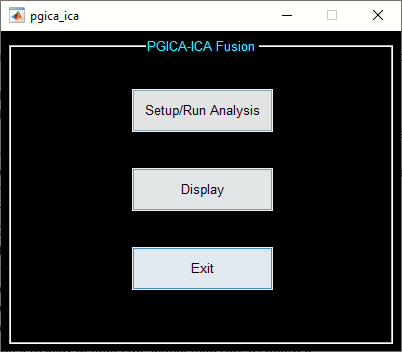 pgica_ica
PGICA-ICA Fusion
Setup/Run Analysis
Display
Exit